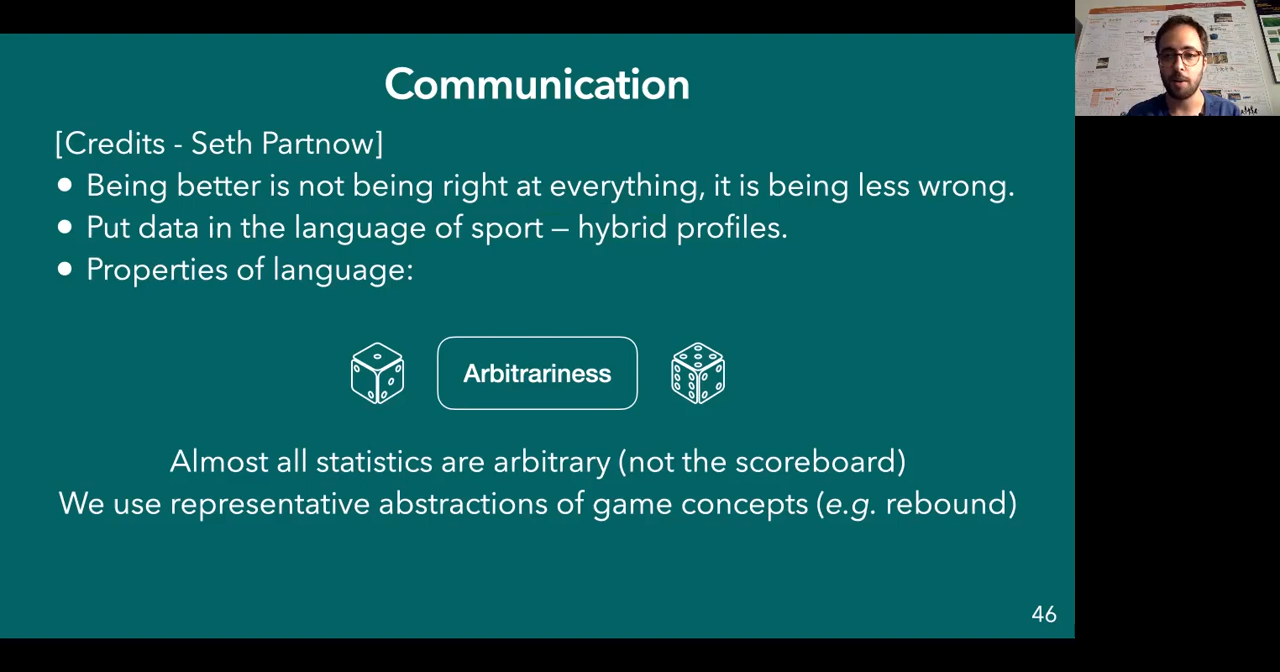 Communication
[Credits - Seth Partnow]
● Being better is not being right at everything, it is being less wrong.
● Put data in the language of sport – hybrid profiles.
● Properties of language:
Arbitrariness
Almost all statistics are arbitrary (not the scoreboard)
We use representative abstractions of game concepts (e.g. rebound)
46